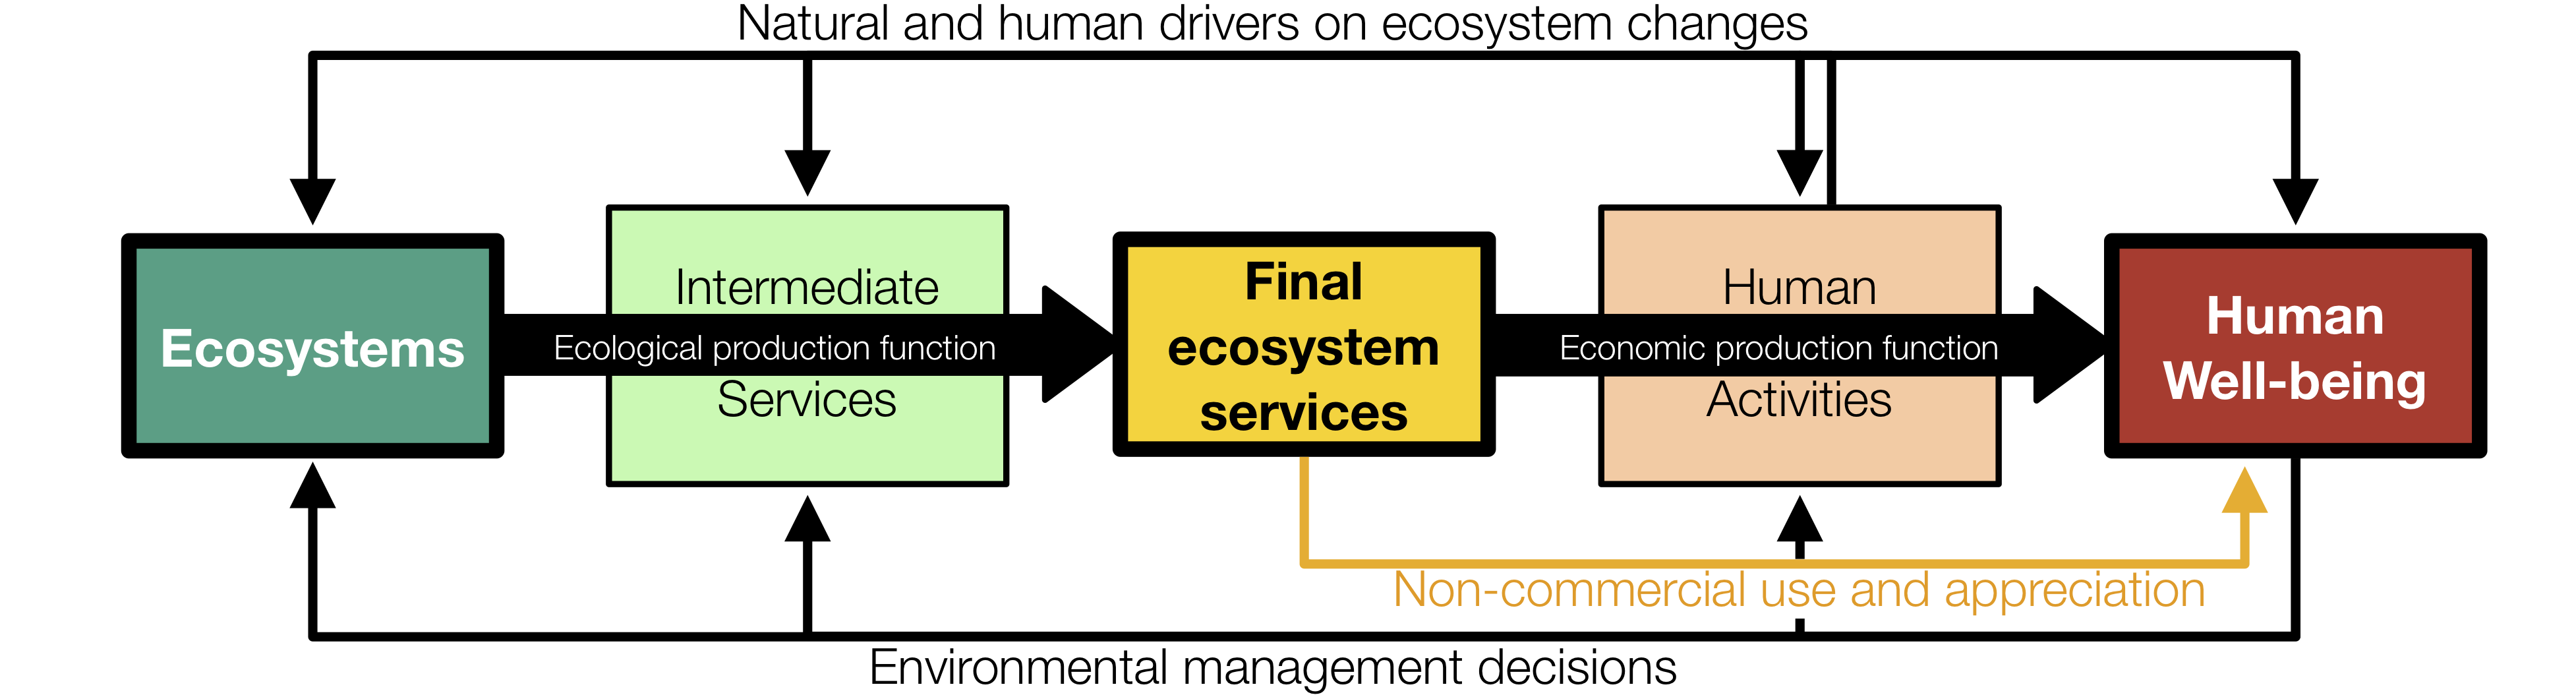 Natural and human drivers on ecosystem changes
Ecosystems
Intermediate
Ecological production function
Services
Final
ecosystem
services
Human
Economic production function
Activities
Human
Well-being
Non-commercial use and appreciation
Environmental management decisions